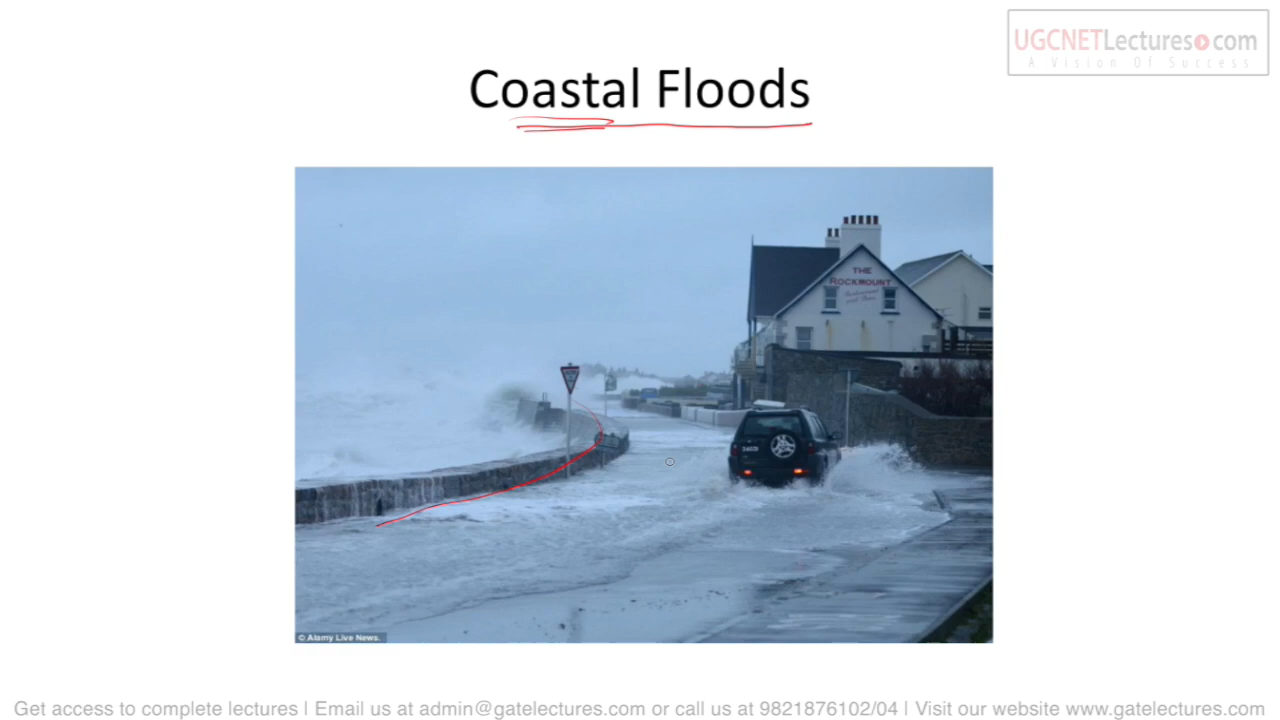 UGCNETLectures.com
A Vision Of Success
Coastal Floods
THE
ROCKMOUNT
© Alamy Live News.
Get access to complete lectures | Email us at admin@gatelectures.com or call us at 9821876102/04 | Visit our website www.gatelectures.com